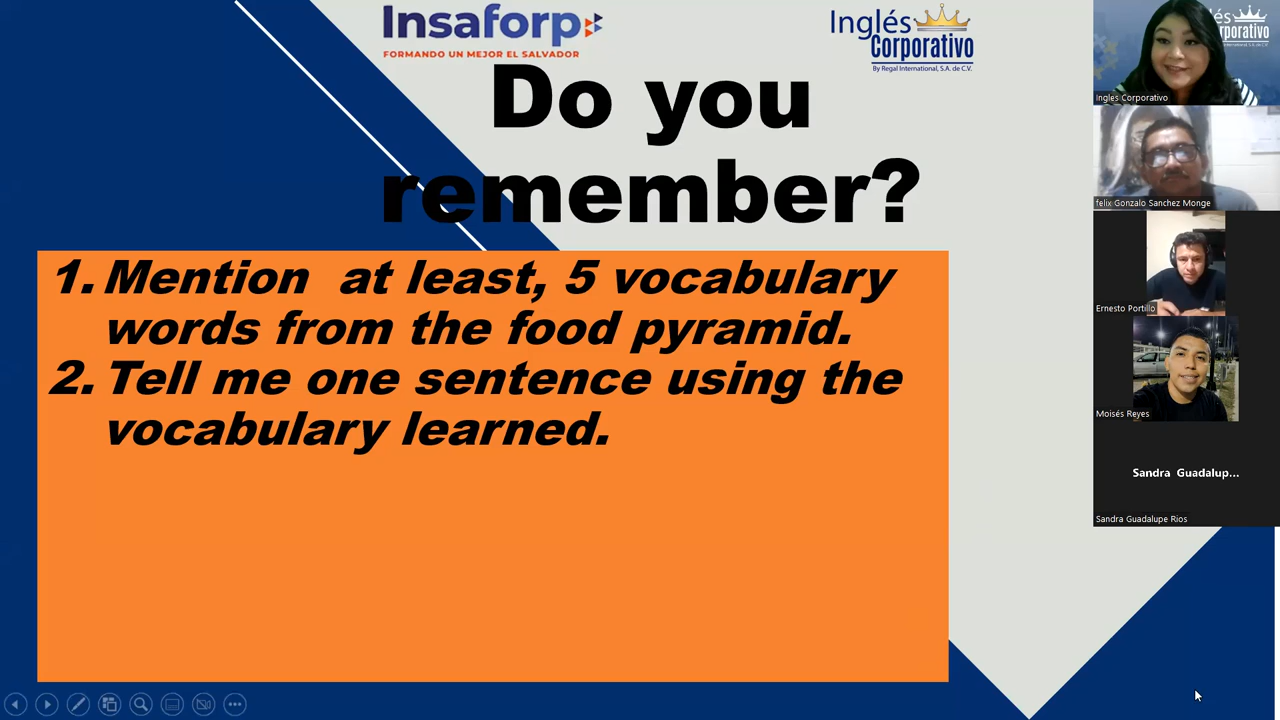 Insaforp
FORMANDO UN MEJOR EL SALVADOR
Inglés
Corporativo
By Regal International, S.A. de C.V.
Do you
remember?
1. Mention at least, 5 vocabulary
words from the food pyramid.
2. Tell me one sentence using the
vocabulary learned.
Ingles Corporativo
felix Gonzalo Sanchez Monge
Ernesto Portillo
Moisés Reyes
Sandra Guadalup...
Sandra Guadalupe Rios